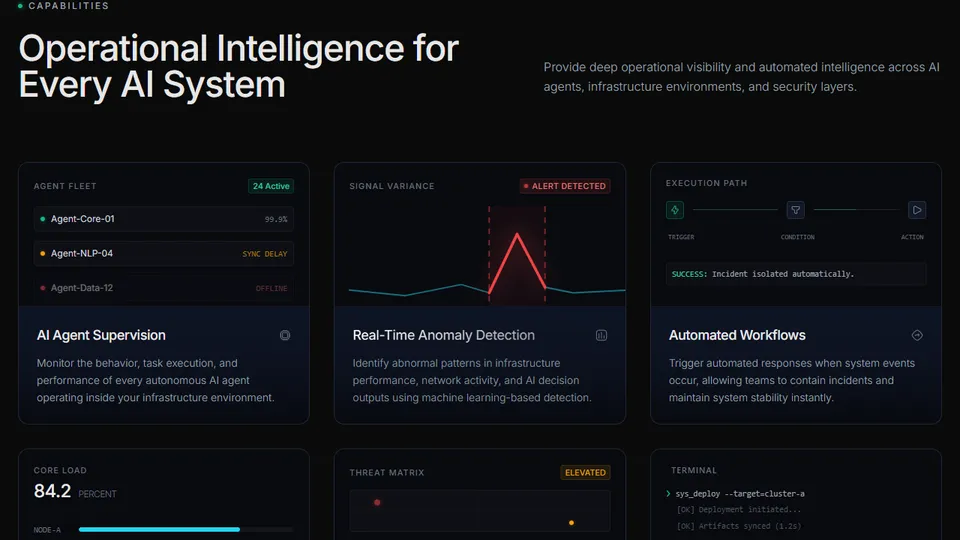 CAPABILITIES
Operational Intelligence for
Every AI System
Provide deep operational visibility and automated intelligence across AI
agents, infrastructure environments, and security layers.
AGENT FLEET
24 Active
Agent-Core-01
99.9%
Agent-NLP-04
SYNC DELAY
Agent-Data-12
OFFLINE
AI Agent Supervision
Monitor the behavior, task execution, and
performance of every autonomous AI agent
operating inside your infrastructure environment.
SIGNAL VARIANCE
ALERT DETECTED
Real-Time Anomaly Detection
Identify abnormal patterns in infrastructure
performance, network activity, and AI decision
outputs using machine learning-based detection.
EXECUTION PATH
TRIGGER
CONDITION
ACTION
SUCCESS: Incident isolated automatically.
Automated Workflows
Trigger automated responses when system events
occur, allowing teams to contain incidents and
maintain system stability instantly.
CORE LOAD
84.2 PERCENT
NODE-A
THREAT MATRIX
ELEVATED
TERMINAL
❯ sys_deploy --target=cluster-a
[OK] Deployment initiated...
[OK] Artifacts synced (1.2s)